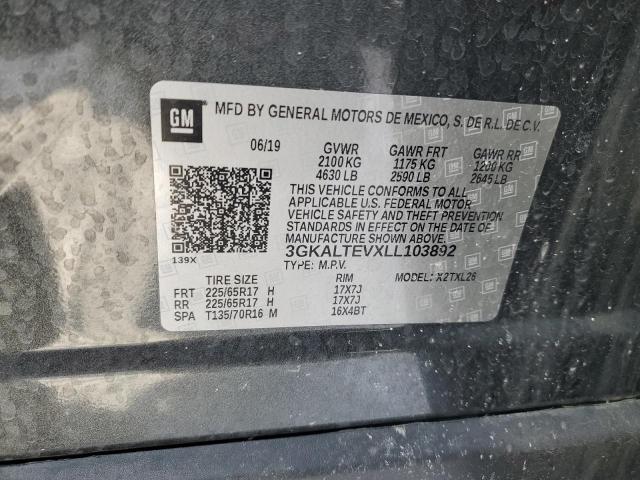 GM
MFD BY GENERAL MOTORS DE MEXICO, S. DE R.L. DE C.V.
06/19 GVWR GAWR FRT GAWR RR
2100 KG 1175 KG 1200 KG
4630 LB 2590 LB 2645 LB
THIS VEHICLE CONFORMS TO ALL
APPLICABLE U.S. FEDERAL MOTOR
VEHICLE SAFETY AND THEFT PREVENTION
STANDARDS IN EFFECT ON THE DATE OF
MANUFACTURE SHOWN ABOVE.
3GKALTEVXLL103892
139X
TYPE: M.P.V. MODEL: X2TXL26
TIRE SIZE RIM
FRT 225/65R17 H 17X7J
RR 225/65R17 H 17X7J
SPA T135/70R16 M 16X4BT